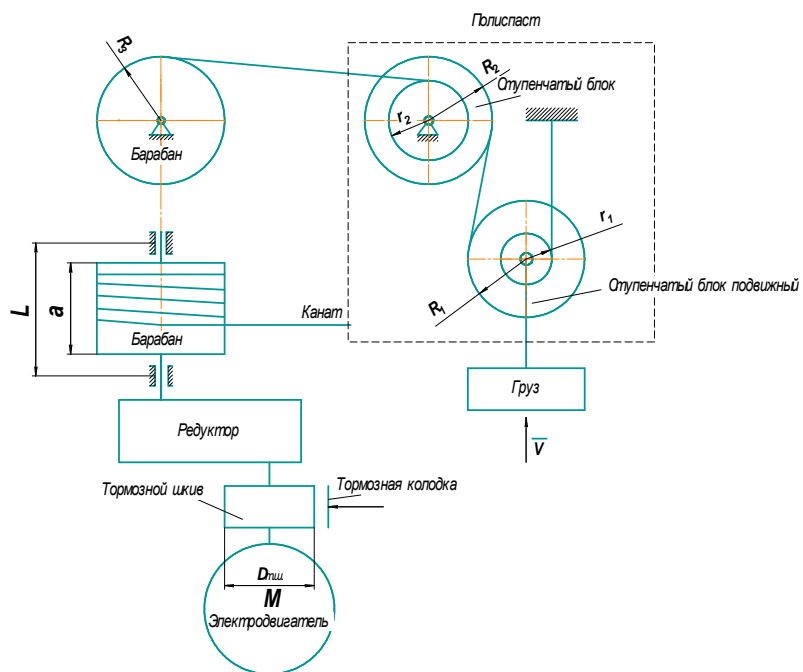 Полиспаст
R3
R2
Ступенчатый блок
r2
Барабан
r1
Ступенчатый блок подвижный
R1
L
a
Канат
Барабан
Груз
V
Редуктор
Тормозной шкив
Тормозная колодка
Dтш.
М
Электродвигатель